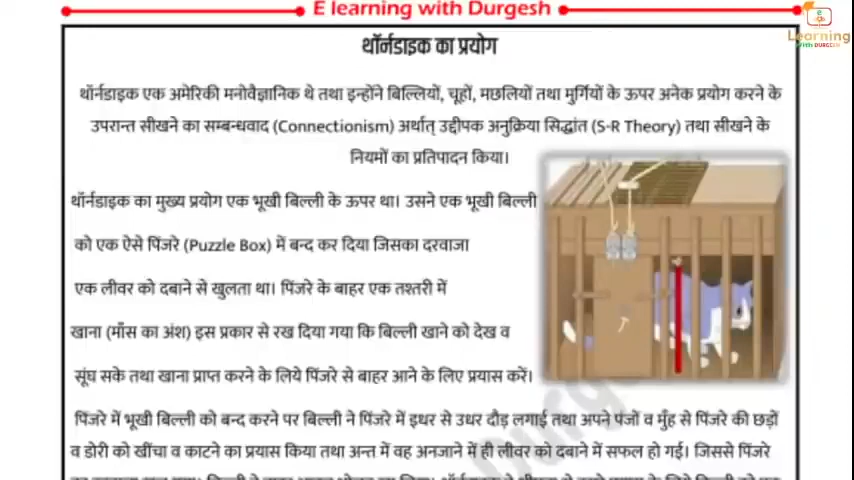 E learning with Durgesh
Learning
With DURGESH
थॉर्नडाइक का प्रयोग
थॉर्नडाइक एक अमेरिकी मनोवैज्ञानिक थे तथा इन्होंने बिल्लियों, चूहों, मछलियों तथा मुर्गियों के ऊपर अनेक प्रयोग करने के
उपरान्त सीखने का सम्बन्धवाद (Connectionism) अर्थात् उद्दीपक अनुक्रिया सिद्धांत (S-R Theory) तथा सीखने के
नियमों का प्रतिपादन किया।
थॉर्नडाइक का मुख्य प्रयोग एक भूखी बिल्ली के ऊपर था। उसने एक भूखी बिल्ली
को एक ऐसे पिंजरे (Puzzle Box) में बन्द कर दिया जिसका दरवाजा
एक लीवर को दबाने से खुलता था। पिंजरे के बाहर एक तश्तरी में
खाना (माँस का अंश) इस प्रकार से रख दिया गया कि बिल्ली खाने को देख व
सूंघ सके तथा खाना प्राप्त करने के लिये पिंजरे से बाहर आने के लिए प्रयास करें।
पिंजरे में भूखी बिल्ली को बन्द करने पर बिल्ली ने पिंजरे में इधर से उधर दौड़ लगाई तथा अपने पंजों व मुँह से पिंजरे की छड़ों
व डोरी को खींचा व काटने का प्रयास किया तथा अन्त में वह अनजाने में ही लीवर को दबाने में सफल हो गई। जिससे पिंजरे